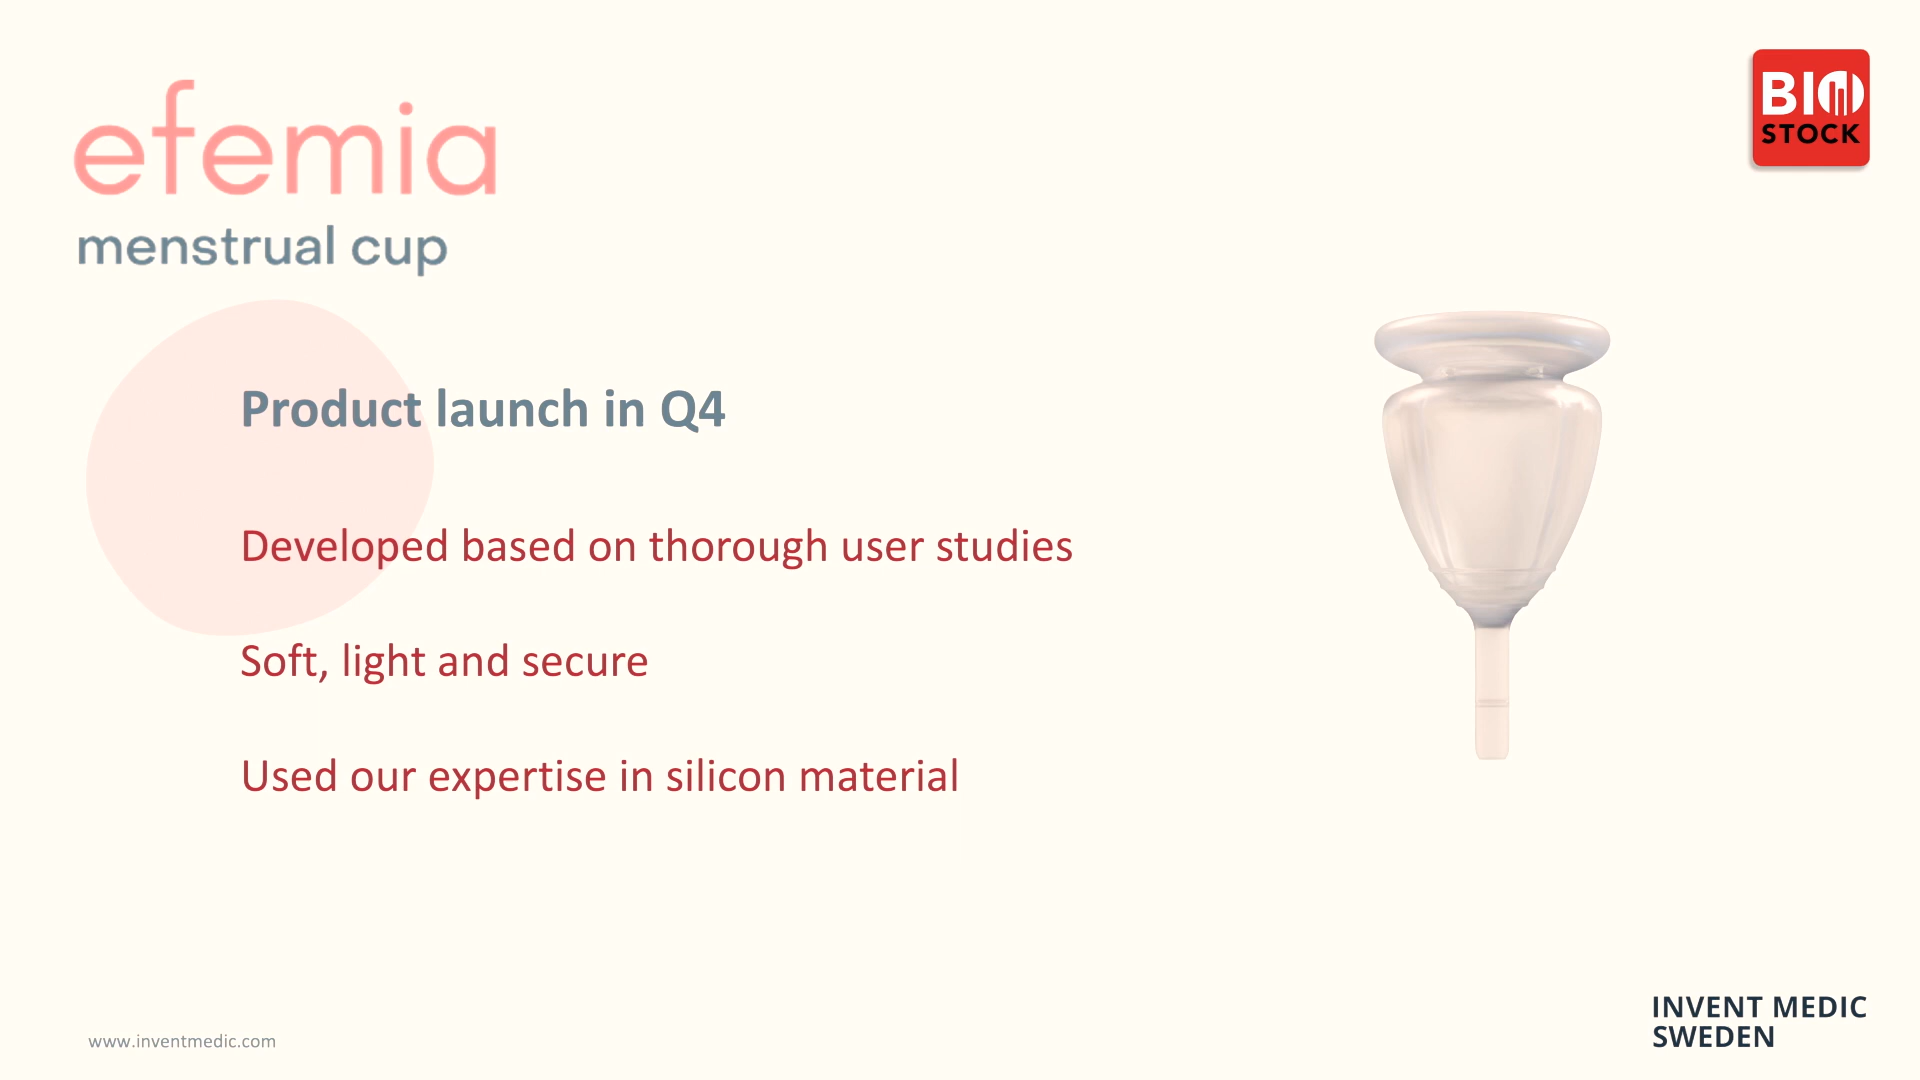 efemia
menstrual cup
BIO
STOCK
Product launch in Q4
Developed based on thorough user studies
Soft, light and secure
Used our expertise in silicon material
www.inventmedic.com
INVENT MEDIC
SWEDEN